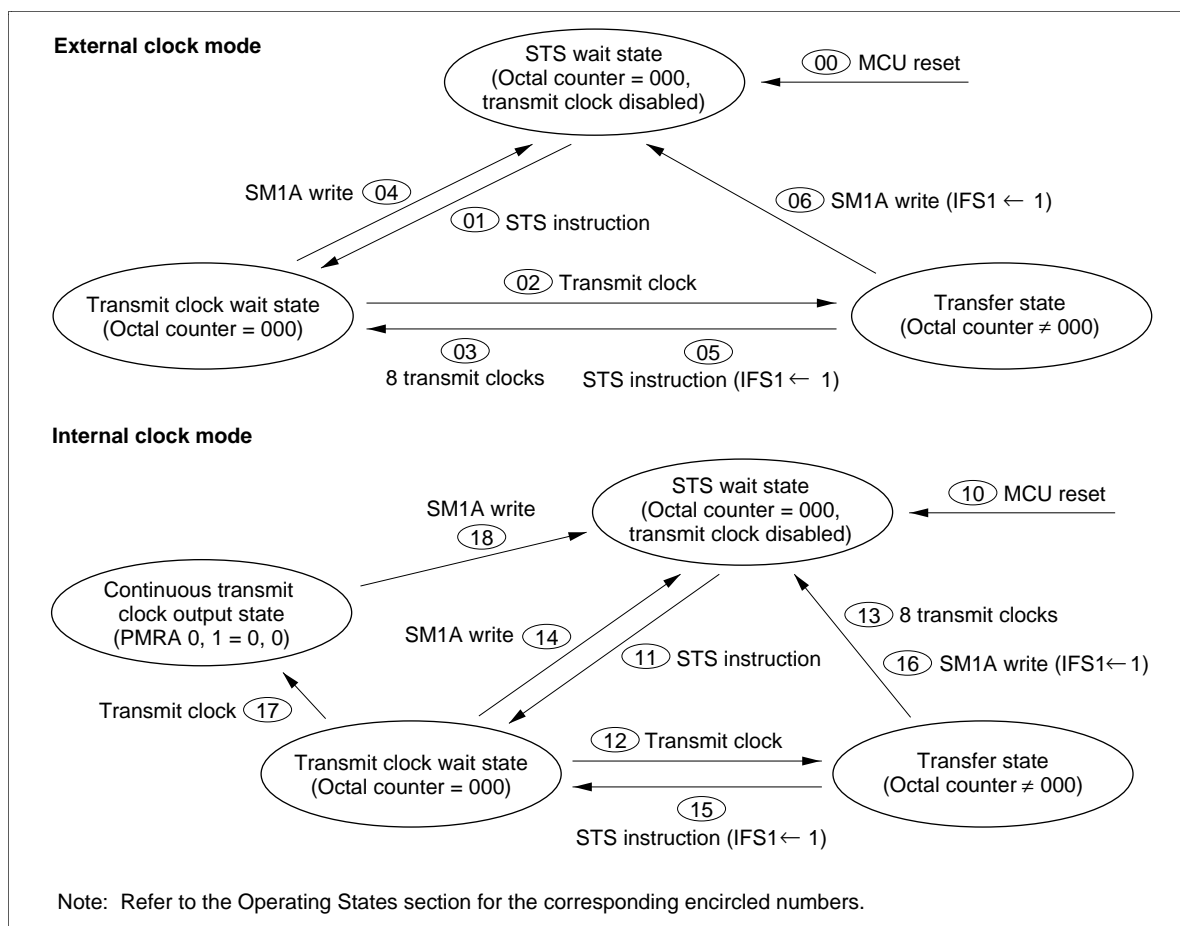 External clock mode
STS wait state
(Octal counter = 000,
transmit clock disabled)
00 MCU reset
SM1A write 04
01 STS instruction
06 SM1A write (IFS1 ← 1)
Transmit clock wait state
(Octal counter = 000)
02 Transmit clock
Transfer state
(Octal counter ≠ 000)
03
8 transmit clocks
05
STS instruction (IFS1 ← 1)
Internal clock mode
STS wait state
(Octal counter = 000,
transmit clock disabled)
10 MCU reset
SM1A write
18
Continuous transmit
clock output state
(PMRA 0, 1 = 0, 0)
SM1A write 14
11 STS instruction
13 8 transmit clocks
16 SM1A write (IFS1← 1)
Transmit clock 17
Transmit clock wait state
(Octal counter = 000)
12 Transmit clock
Transfer state
(Octal counter ≠ 000)
15
STS instruction (IFS1← 1)
Note: Refer to the Operating States section for the corresponding encircled numbers.